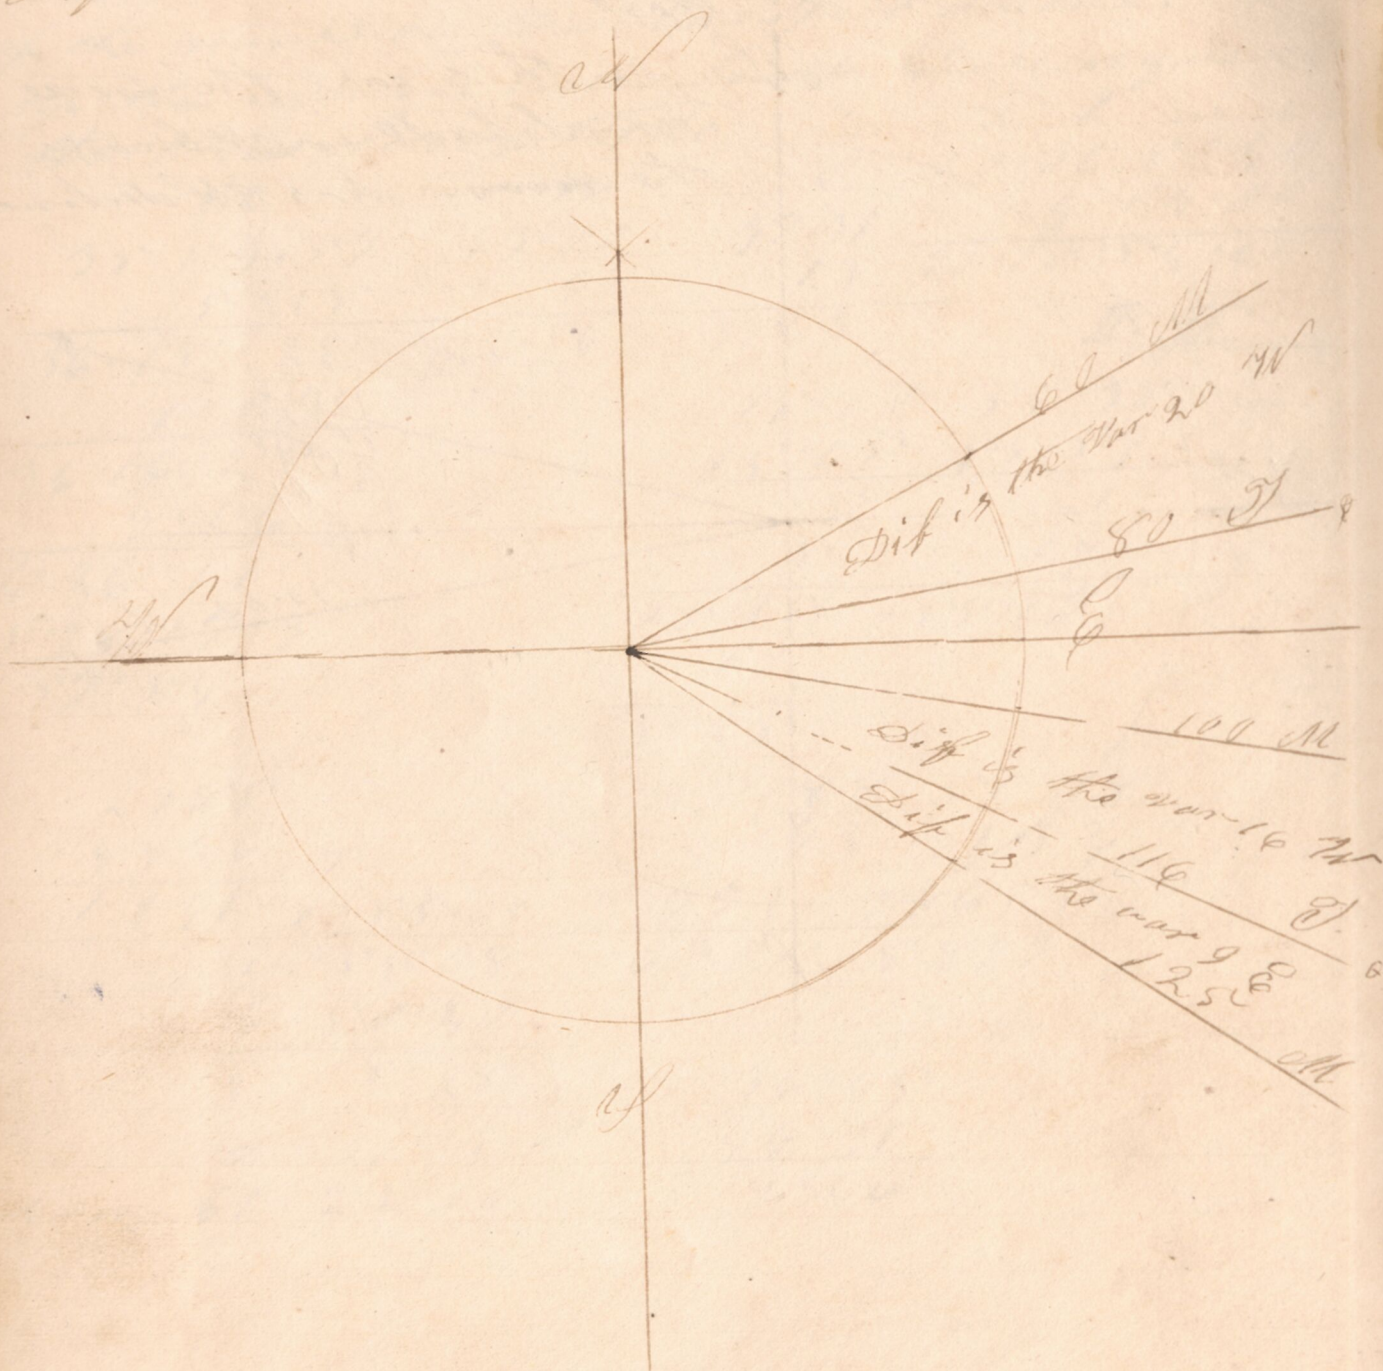 N
60 M
Dif is the Var 20 W
80 T
W
E
100 M
Dif is the var 16 W
116 T.
Dif is the var 9 E
125 M
S